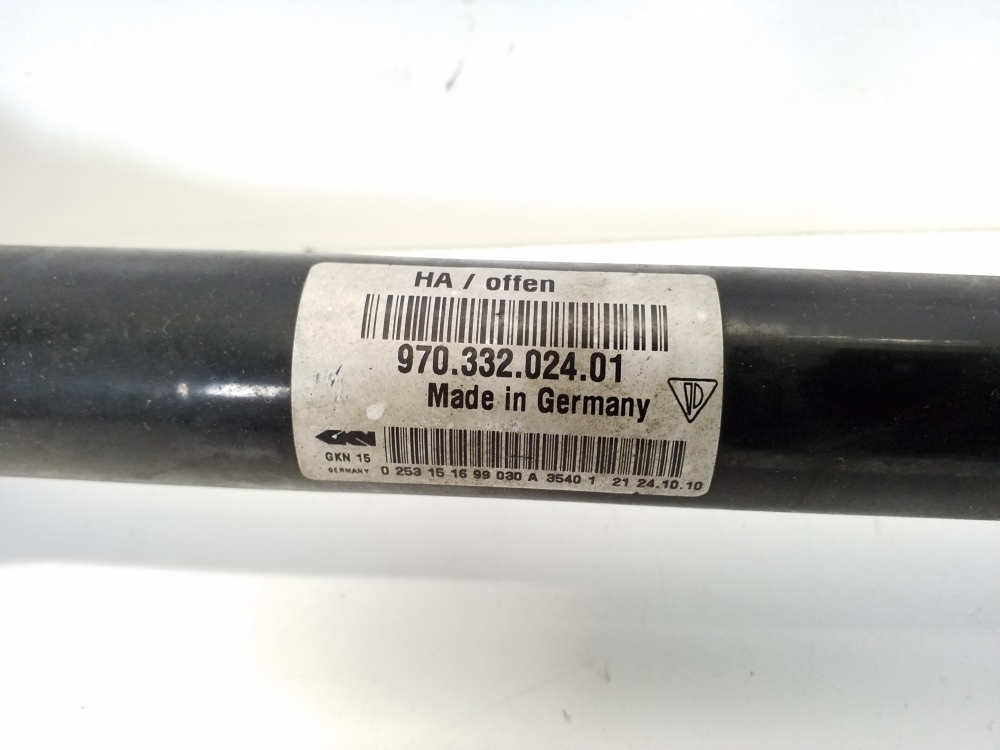 HA / offen
970.332.024.01
Made in Germany
GKN
GKN 15
GERMANY
0 253 15 16 99 030 A 3540 1 21 24.10.10